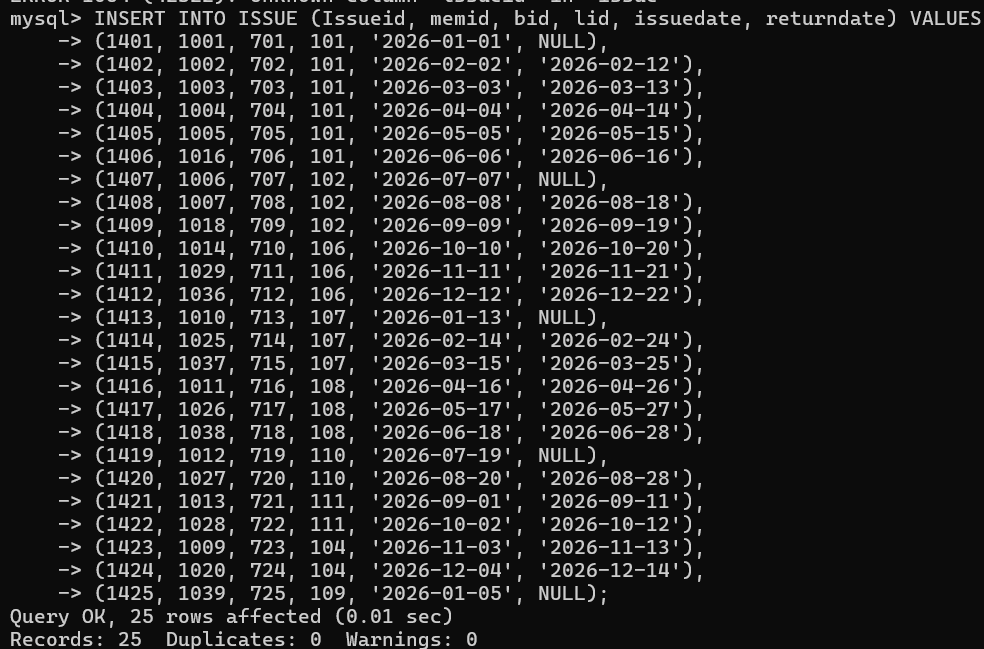 mysql> INSERT INTO ISSUE (Issueid, memid, bid, lid, issuedate, returndate) VALUES
    -> (1401, 1001, 701, 101, '2026-01-01', NULL),
    -> (1402, 1002, 702, 101, '2026-02-02', '2026-02-12'),
    -> (1403, 1003, 703, 101, '2026-03-03', '2026-03-13'),
    -> (1404, 1004, 704, 101, '2026-04-04', '2026-04-14'),
    -> (1405, 1005, 705, 101, '2026-05-05', '2026-05-15'),
    -> (1406, 1016, 706, 101, '2026-06-06', '2026-06-16'),
    -> (1407, 1006, 707, 102, '2026-07-07', NULL),
    -> (1408, 1007, 708, 102, '2026-08-08', '2026-08-18'),
    -> (1409, 1018, 709, 102, '2026-09-09', '2026-09-19'),
    -> (1410, 1014, 710, 106, '2026-10-10', '2026-10-20'),
    -> (1411, 1029, 711, 106, '2026-11-11', '2026-11-21'),
    -> (1412, 1036, 712, 106, '2026-12-12', '2026-12-22'),
    -> (1413, 1010, 713, 107, '2026-01-13', NULL),
    -> (1414, 1025, 714, 107, '2026-02-14', '2026-02-24'),
    -> (1415, 1037, 715, 107, '2026-03-15', '2026-03-25'),
    -> (1416, 1011, 716, 108, '2026-04-16', '2026-04-26'),
    -> (1417, 1026, 717, 108, '2026-05-17', '2026-05-27'),
    -> (1418, 1038, 718, 108, '2026-06-18', '2026-06-28'),
    -> (1419, 1012, 719, 110, '2026-07-19', NULL),
    -> (1420, 1027, 720, 110, '2026-08-20', '2026-08-28'),
    -> (1421, 1013, 721, 111, '2026-09-01', '2026-09-11'),
    -> (1422, 1028, 722, 111, '2026-10-02', '2026-10-12'),
    -> (1423, 1009, 723, 104, '2026-11-03', '2026-11-13'),
    -> (1424, 1020, 724, 104, '2026-12-04', '2026-12-14'),
    -> (1425, 1039, 725, 109, '2026-01-05', NULL);
Query OK, 25 rows affected (0.01 sec)
Records: 25  Duplicates: 0  Warnings: 0